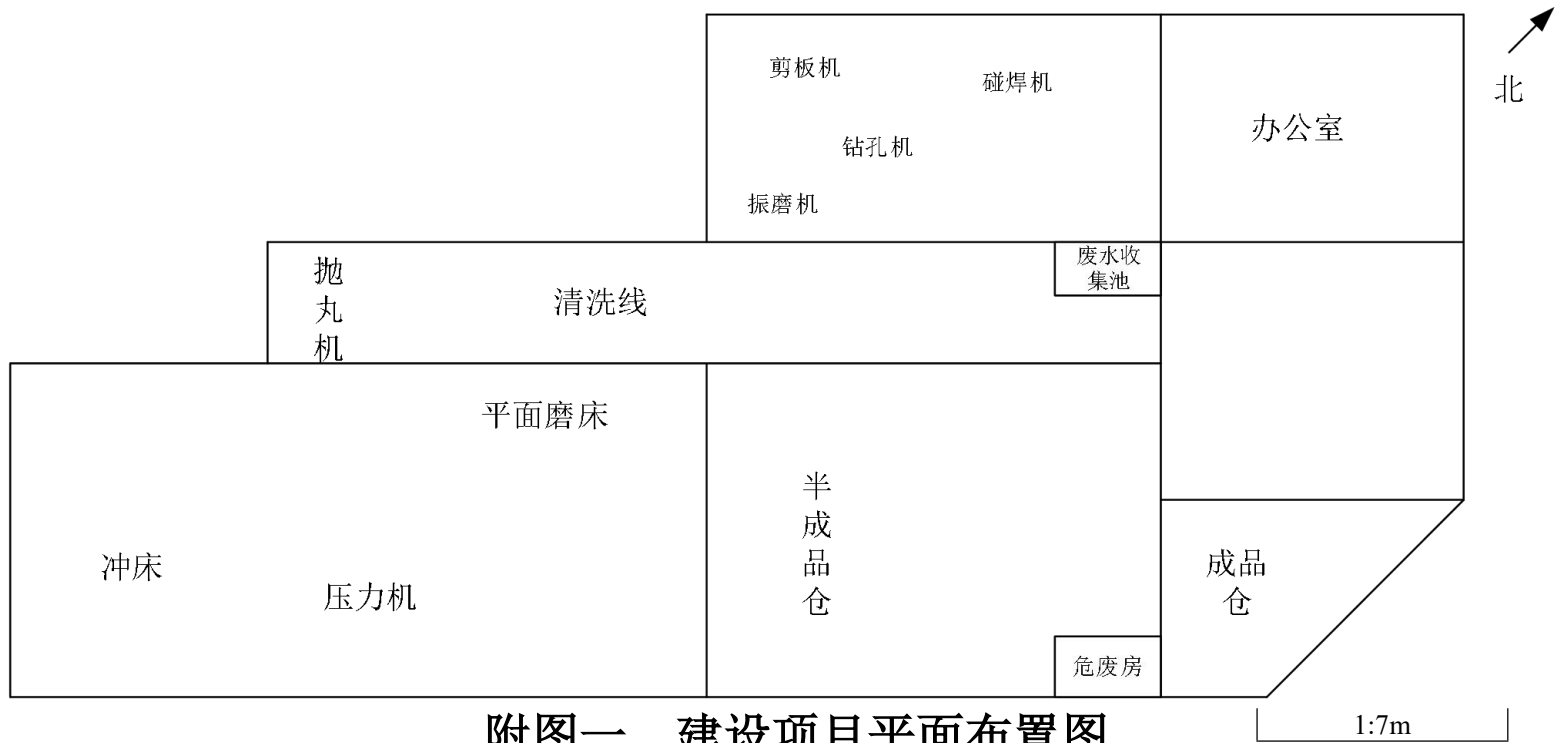 剪板机
碰焊机
北
办公室
钻孔机
振磨机
抛丸机
清洗线
废水收
集池
平面磨床
半成品仓
冲床
压力机
成品
仓
危废房
附图一 建设项目平面布置图
1:7m